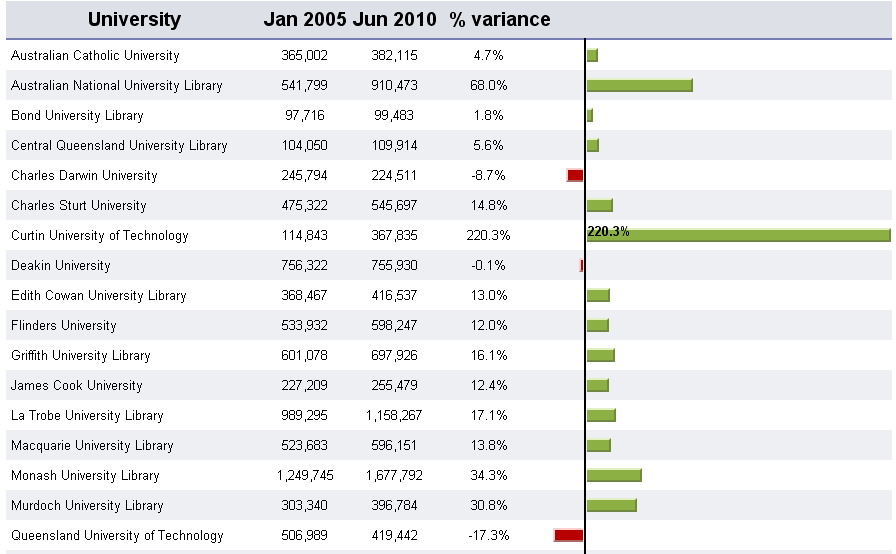 University Jan 2005 Jun 2010 % variance
Australian Catholic University 365,002 382,115 4.7%
Australian National University Library 541,799 910,473 68.0%
Bond University Library 97,716 99,483 1.8%
Central Queensland University Library 104,050 109,914 5.6%
Charles Darwin University 245,794 224,511 -8.7%
Charles Sturt University 475,322 545,697 14.8%
Curtin University of Technology 114,843 367,835 220.3% 220.3%
Deakin University 756,322 755,930 -0.1%
Edith Cowan University Library 368,467 416,537 13.0%
Flinders University 533,932 598,247 12.0%
Griffith University Library 601,078 697,926 16.1%
James Cook University 227,209 255,479 12.4%
La Trobe University Library 989,295 1,158,267 17.1%
Macquarie University Library 523,683 596,151 13.8%
Monash University Library 1,249,745 1,677,792 34.3%
Murdoch University Library 303,340 396,784 30.8%
Queensland University of Technology 506,989 419,442 -17.3%